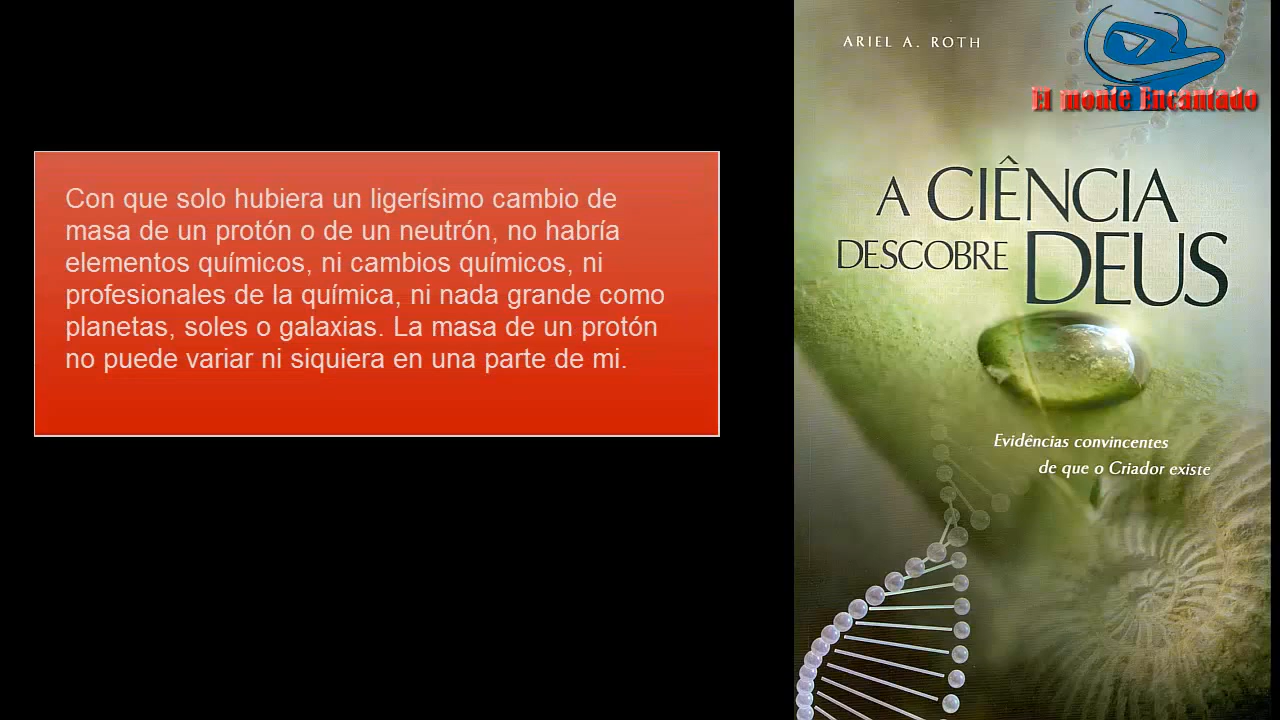 Con que solo hubiera un ligerísimo cambio de
masa de un protón o de un neutrón, no habría
elementos químicos, ni cambios químicos, ni
profesionales de la química, ni nada grande como
planetas, soles o galaxias. La masa de un protón
no puede variar ni siquiera en una parte de mi.
ARIEL A. ROTH
El monte Encantado
A CIÊNCIA
DESCOBRE DEUS
Evidências convincentes
de que o Criador existe